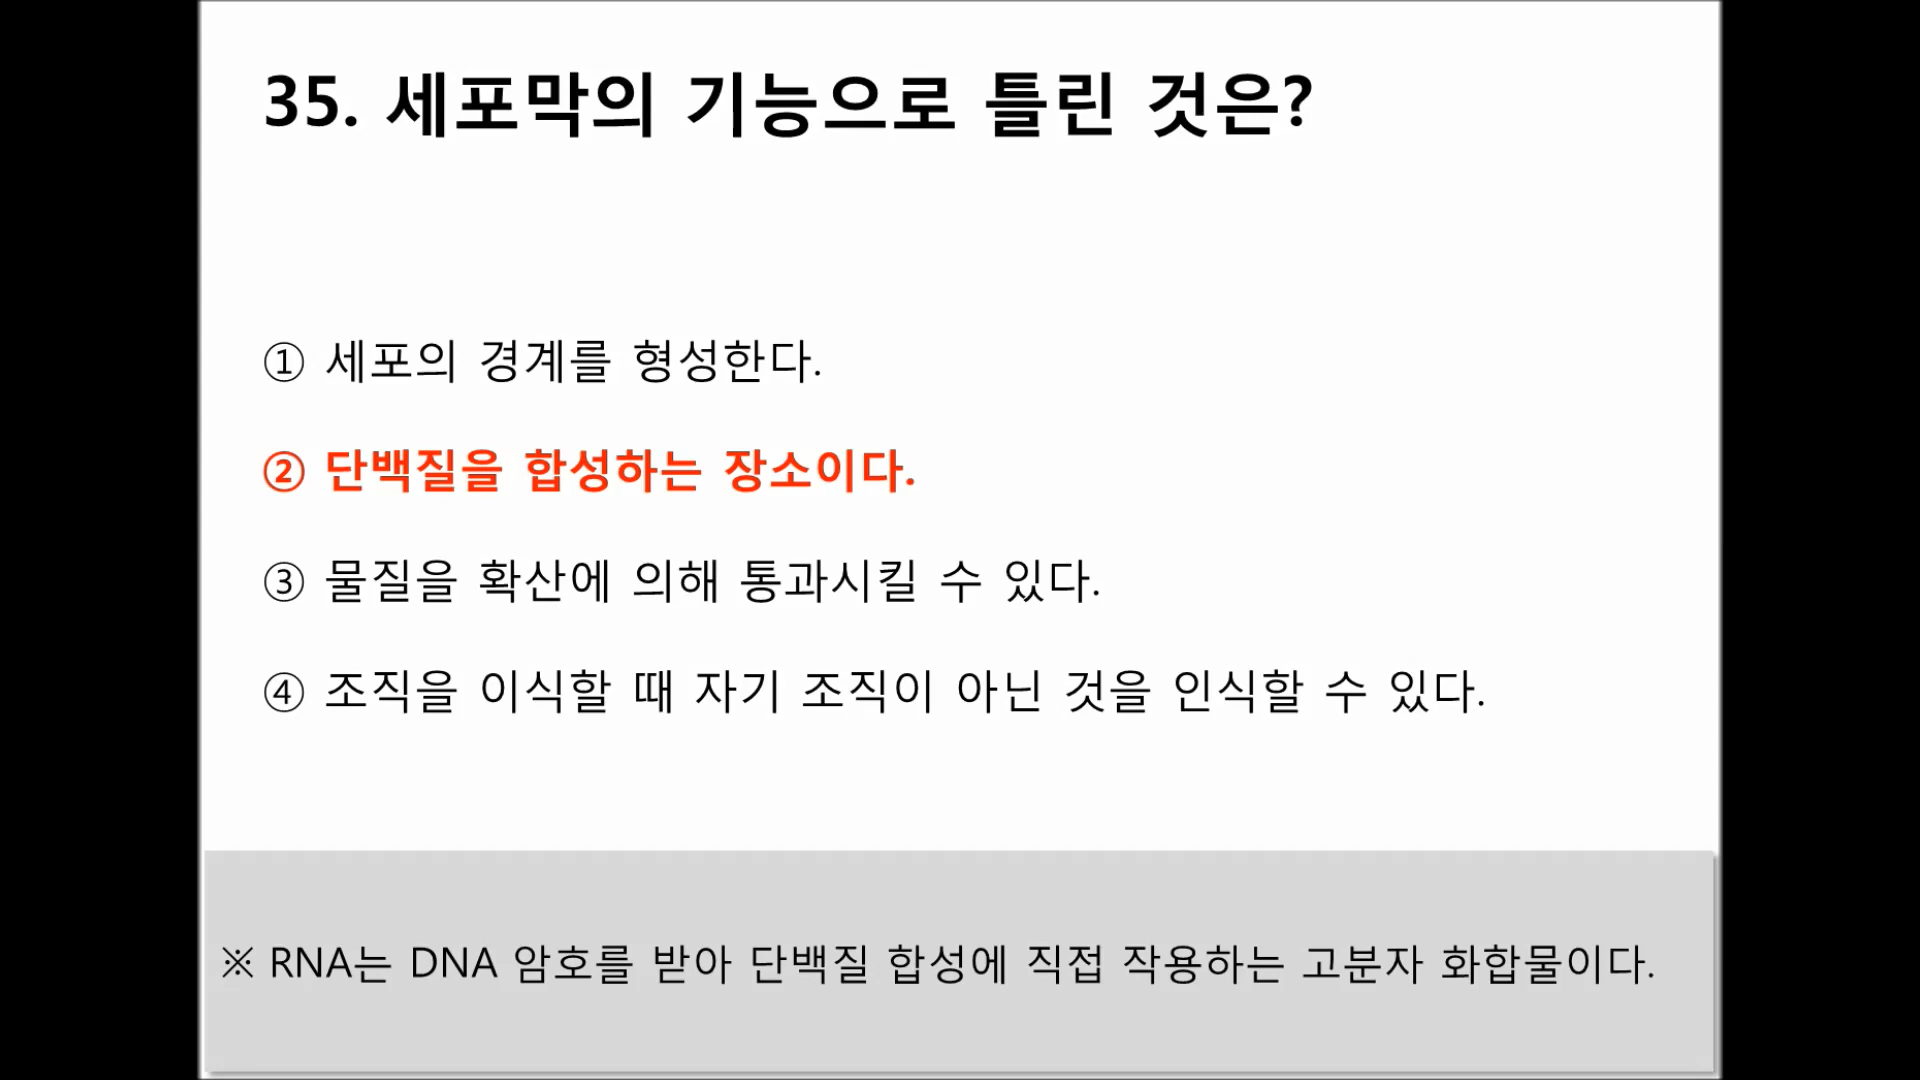 35. 세포막의 기능으로 틀린 것은?
① 세포의 경계를 형성한다.
② 단백질을 합성하는 장소이다.
③ 물질을 확산에 의해 통과시킬 수 있다.
④ 조직을 이식할 때 자기 조직이 아닌 것을 인식할 수 있다.
※ RNA는 DNA 암호를 받아 단백질 합성에 직접 작용하는 고분자 화합물이다.